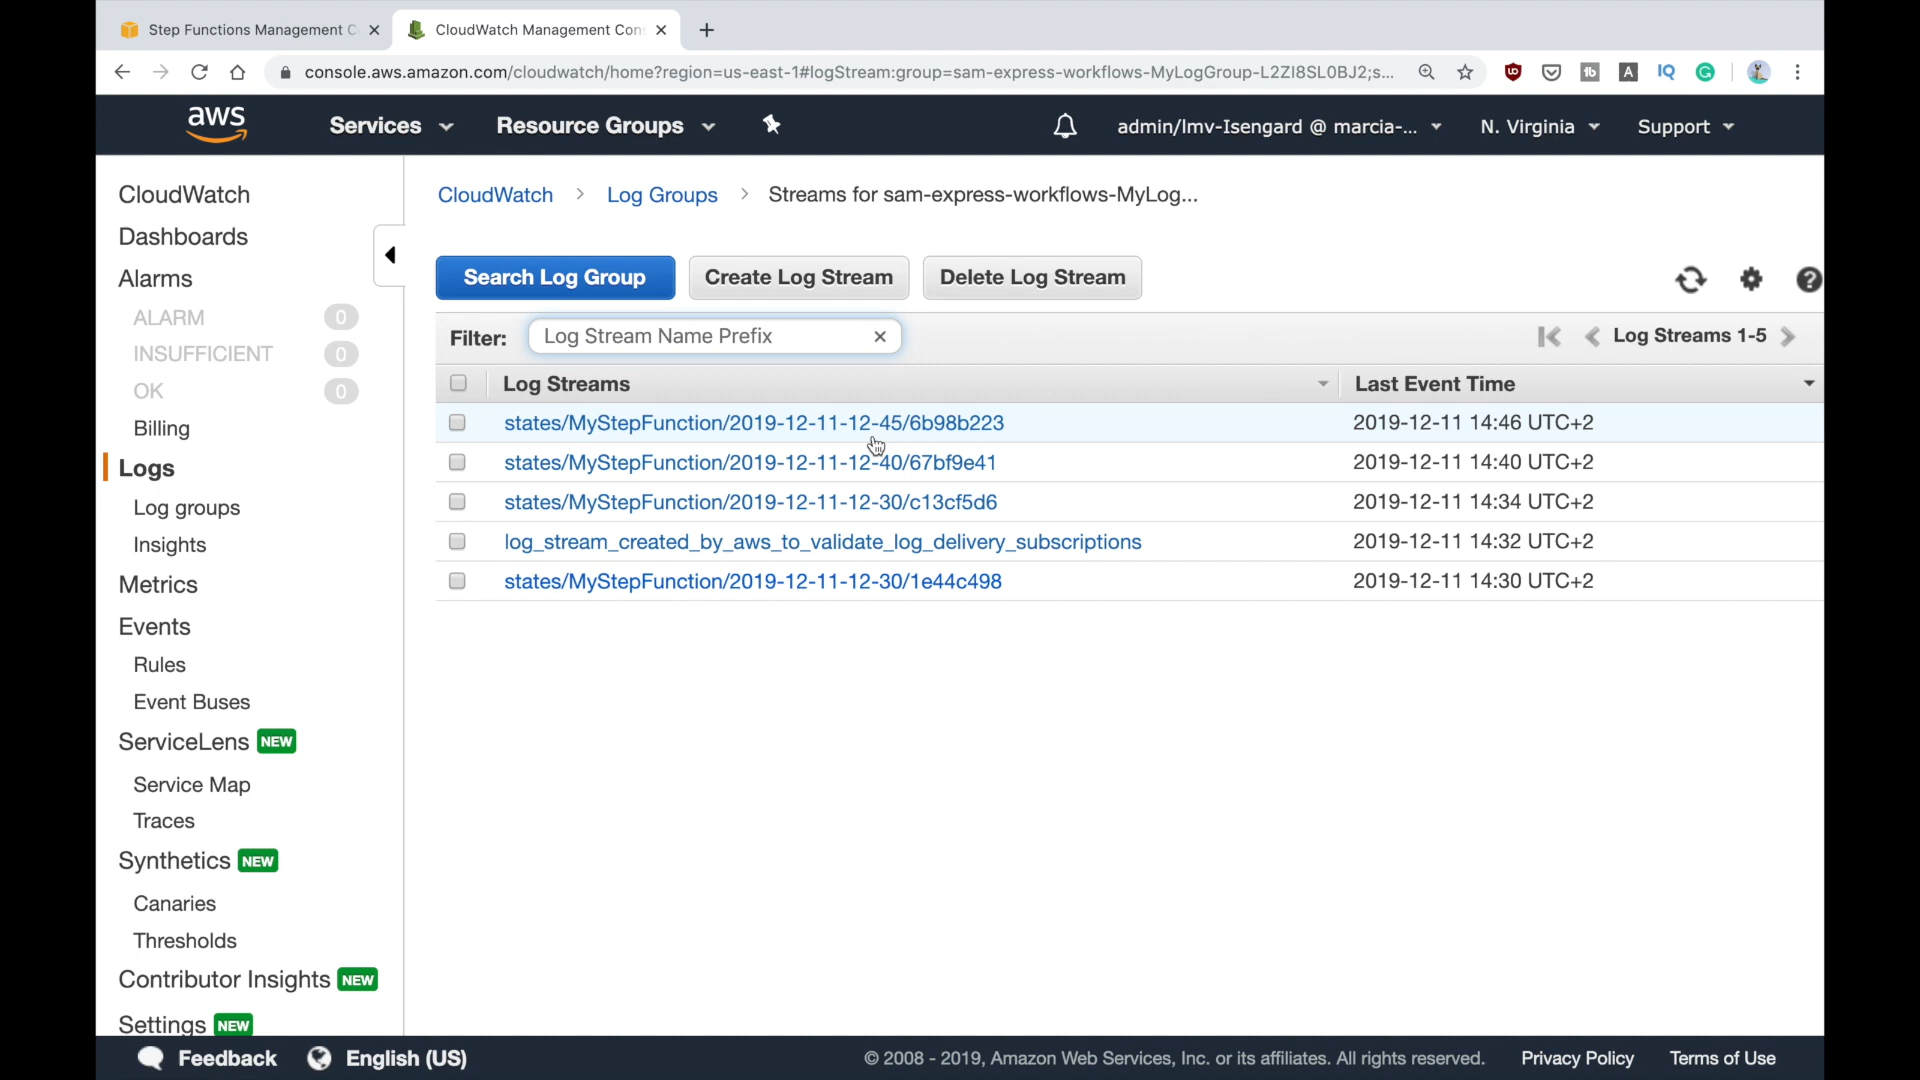 Step Functions Management C
CloudWatch Management Con
console.aws.amazon.com/cloudwatch/home?region=us-east-1#logStream:group=sam-express-workflows-MyLogGroup-L2ZI8SL0BJ2;s...
aws
Services
Resource Groups
admin/lmv-Isengard @ marcia-...
N. Virginia
Support
CloudWatch
Dashboards
Alarms
ALARM 0
INSUFFICIENT 0
OK 0
Billing
Logs
Log groups
Insights
Metrics
Events
Rules
Event Buses
ServiceLens NEW
Service Map
Traces
Synthetics NEW
Canaries
Thresholds
Contributor Insights NEW
Settings NEW
CloudWatch > Log Groups > Streams for sam-express-workflows-MyLog...
Search Log Group
Create Log Stream
Delete Log Stream
Filter: Log Stream Name Prefix
Log Streams 1-5
Log Streams Last Event Time
states/MyStepFunction/2019-12-11-12-45/6b98b223 2019-12-11 14:46 UTC+2
states/MyStepFunction/2019-12-11-12-40/67bf9e41 2019-12-11 14:40 UTC+2
states/MyStepFunction/2019-12-11-12-30/c13cf5d6 2019-12-11 14:34 UTC+2
log_stream_created_by_aws_to_validate_log_delivery_subscriptions 2019-12-11 14:32 UTC+2
states/MyStepFunction/2019-12-11-12-30/1e44c498 2019-12-11 14:30 UTC+2
Feedback
English (US)
© 2008 - 2019, Amazon Web Services, Inc. or its affiliates. All rights reserved.
Privacy Policy
Terms of Use